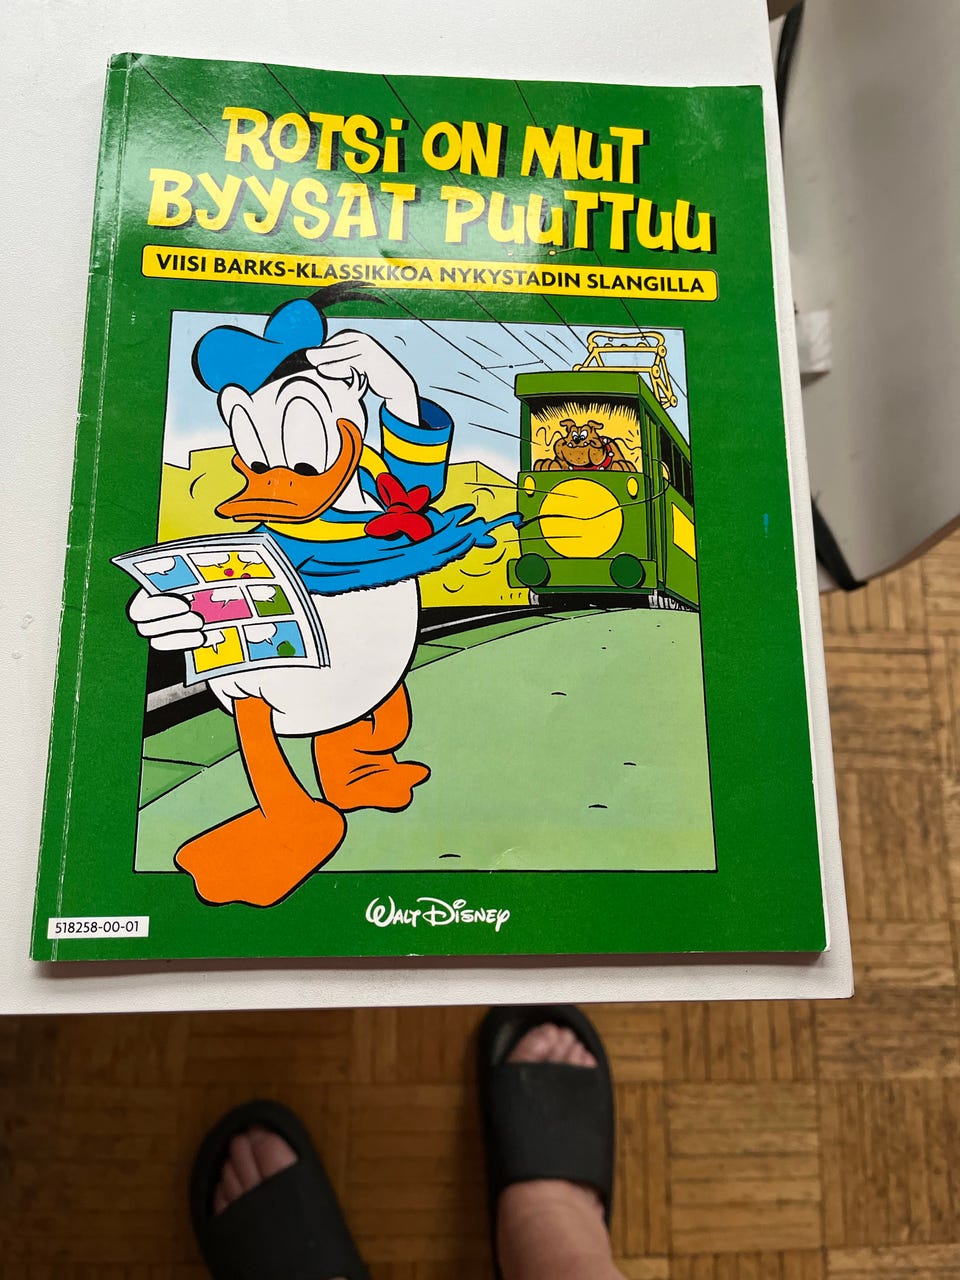 ROTSi ON MUT
BYYSAT PUUTTUU
VIISI BARKS-KLASSIKKOA NYKYSTADIN SLANGILLA
WALT DISNEY
518258-00-01